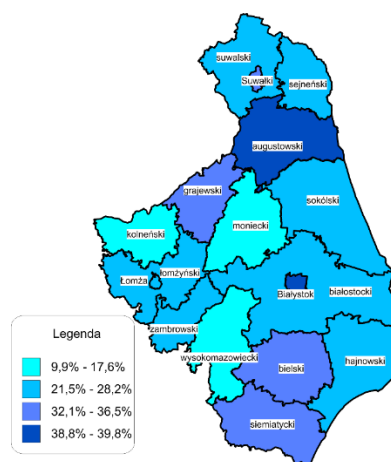 suwalski
Suwałki
sejneński
augustowski
grajewski
sokólski
kolneński
moniecki
Łomża
łomżyński
Białystok
białostocki
zambrowski
wysokomazowiecki
bielski
hajnowski
siemiatycki
Legenda
9,9% - 17,6%
21,5% - 28,2%
32,1% - 36,5%
38,8% - 39,8%